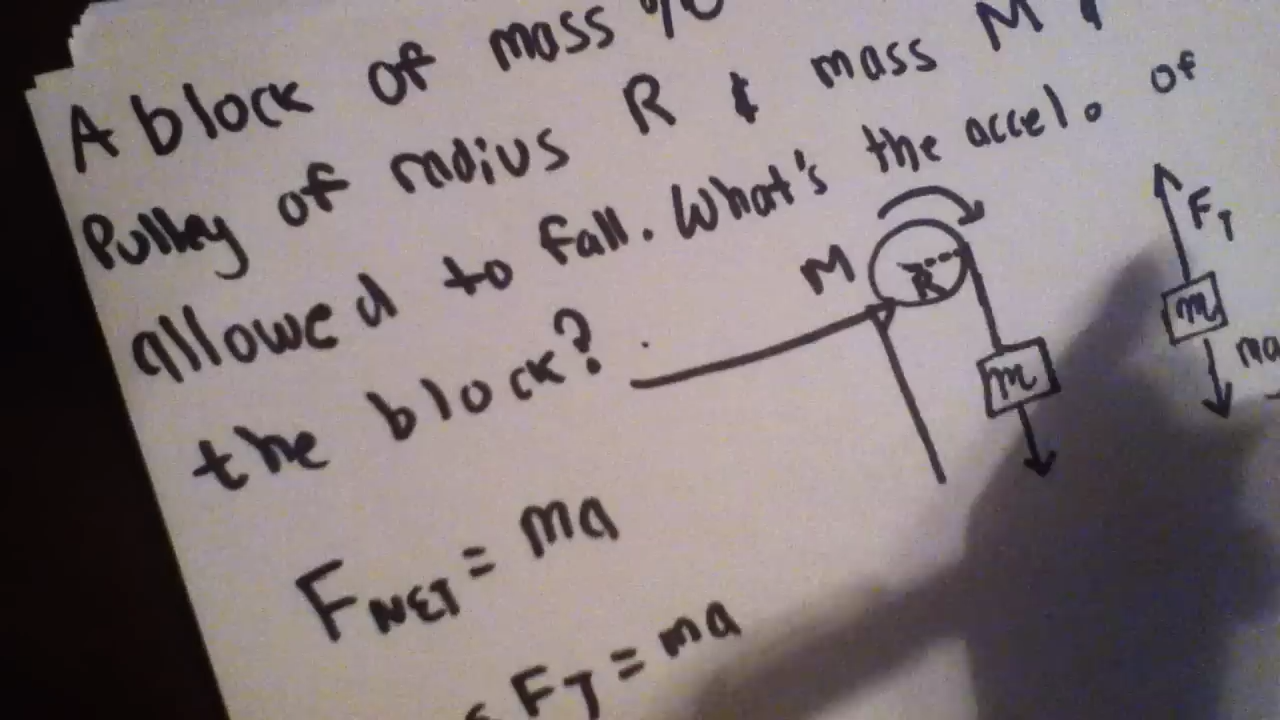 A block of mass
Pulley of radius R & mass M
allowed to fall. What's the accel. of
the block?
M
R
m
F_T
m
F_NET = ma
F_T = ma